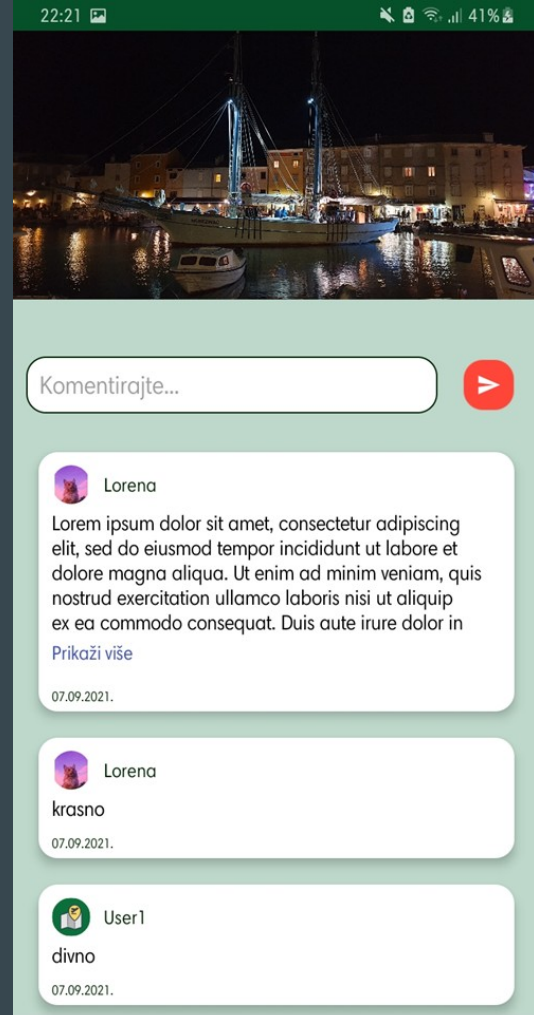 22:21
41%
Komentirajte...
Lorena
Lorem ipsum dolor sit amet, consectetur adipiscing
elit, sed do eiusmod tempor incididunt ut labore et
dolore magna aliqua. Ut enim ad minim veniam, quis
nostrud exercitation ullamco laboris nisi ut aliquip
ex ea commodo consequat. Duis aute irure dolor in
Prikaži više
07.09.2021.
Lorena
krasno
07.09.2021.
User1
divno
07.09.2021.